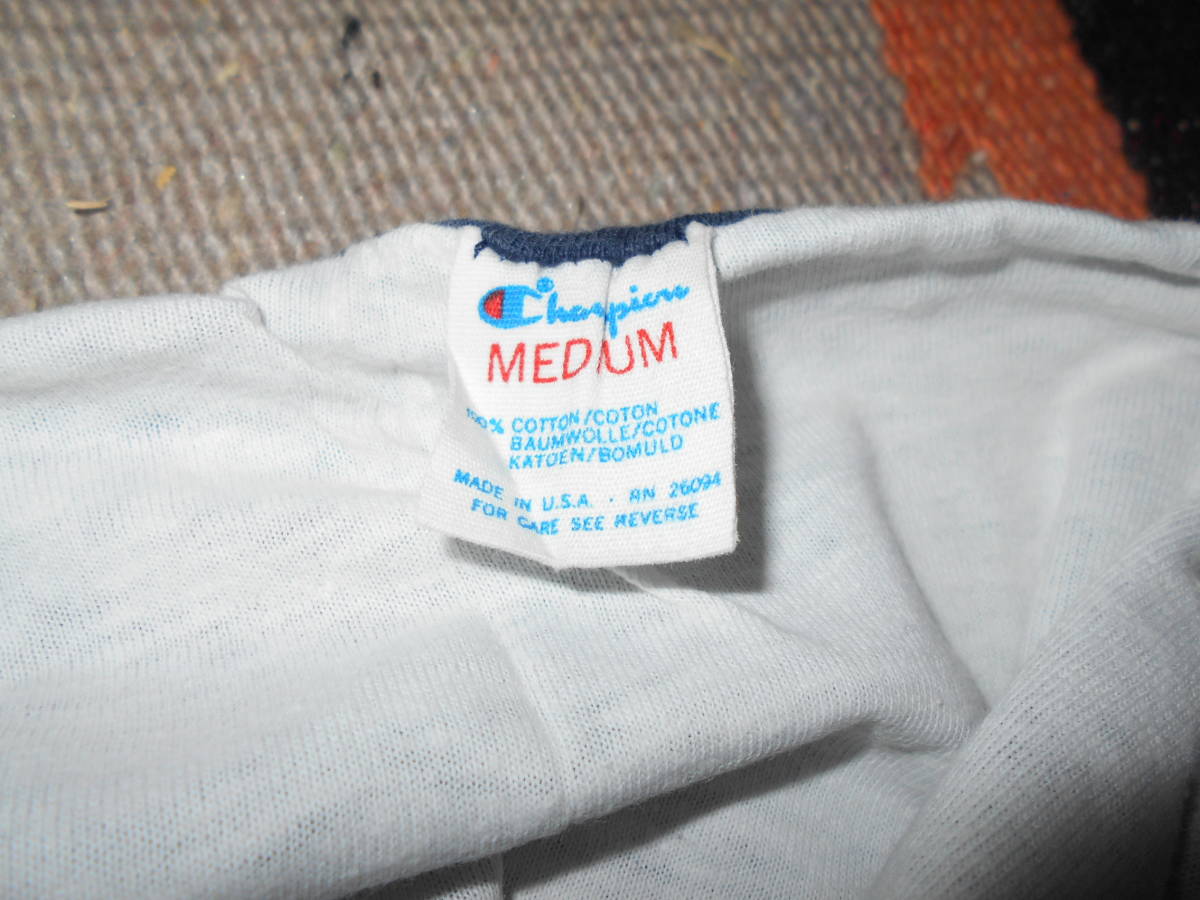 Champion®
MEDIUM
100% COTTON/COTON
BAUMWOLLE/COTONE
KATOEN/BOMULD
MADE IN U.S.A. · RN 26094
FOR CARE SEE REVERSE